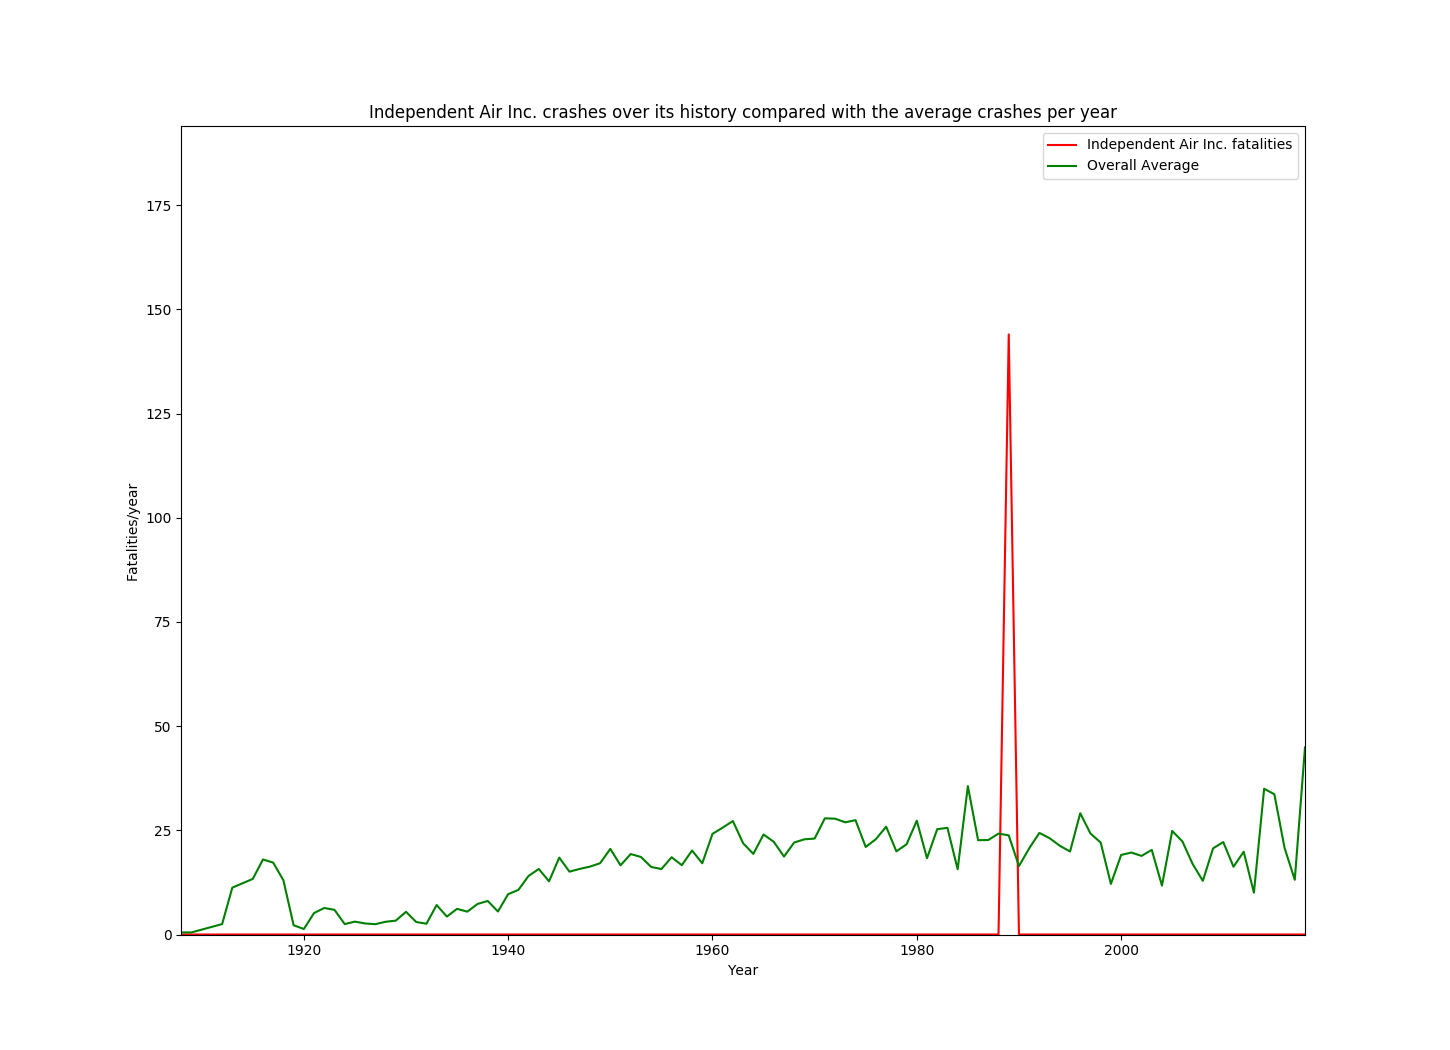 Independent Air Inc. crashes over its history compared with the average crashes per year
Independent Air Inc. fatalities
Overall Average
175
150
125
100
75
50
25
0
Fatalities/year
1920
1940
1960
1980
2000
Year